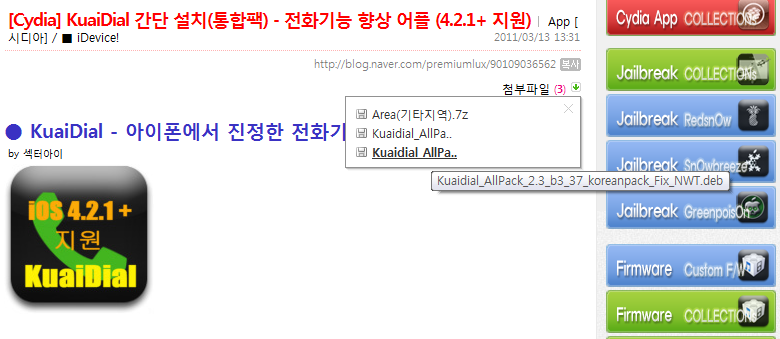 [Cydia] KuaiDial 간단 설치(통합팩) - 전화기능 향상 어플 (4.2.1+ 지원) | App [
시디아] / ■ iDevice!
2011/03/13 13:31
http://blog.naver.com/premiumlux/90109036562 복사
첨부파일 (3)
Area(기타지역).7z
Kuaidial_AllPa..
Kuaidial_AllPa..
Kuaidial_AllPack_2.3_b3_37_koreanpack_Fix_NWT.deb
● KuaiDial - 아이폰에서 진정한 전화기
by 섹터아이
iOS 4.2.1 +
지원
KuaiDial
Cydia App COLLECTIONS
Jailbreak COLLECTIONS
Jailbreak RedsnOw
Jailbreak SnOwbreeze
Jailbreak GreenpoisOn
Firmware Custom F/W
Firmware COLLECTIONS